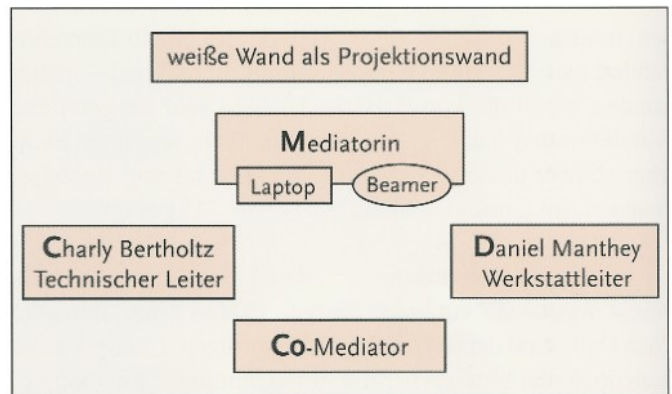 weiße Wand als Projektionswand
Mediatorin
Laptop
Beamer
Charly Bertholtz
Technischer Leiter
Daniel Manthey
Werkstattleiter
Co-Mediator